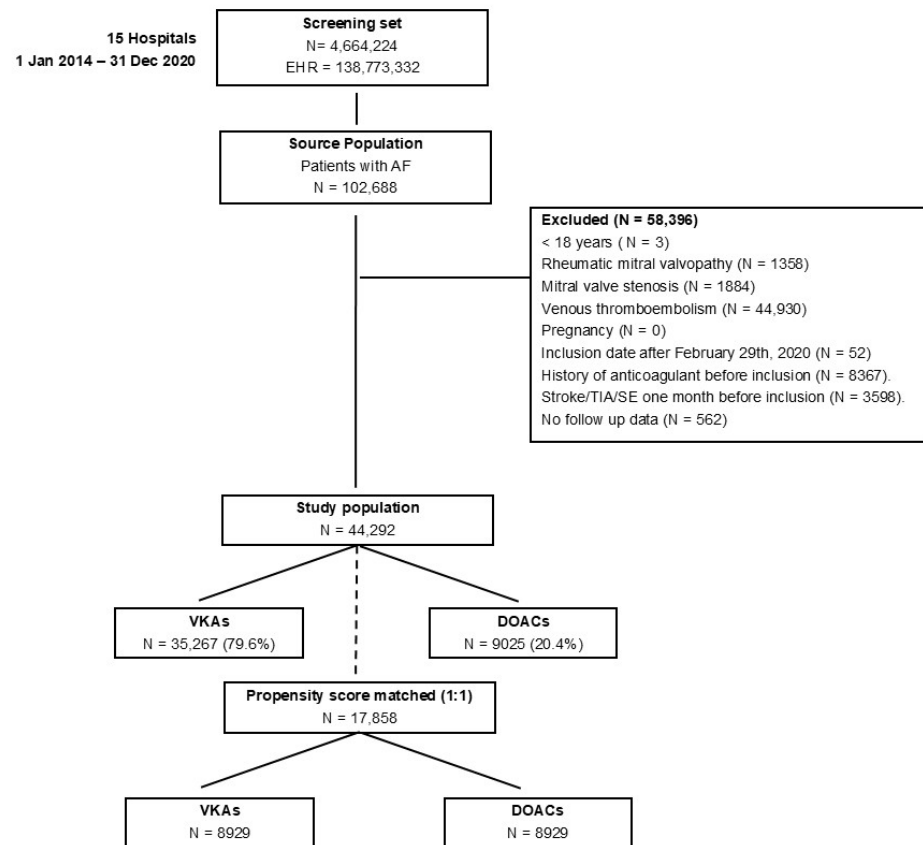 15 Hospitals
1 Jan 2014 – 31 Dec 2020
Screening set
N= 4,664,224
EHR = 138,773,332
Source Population
Patients with AF
N = 102,688
Excluded (N = 58,396)
< 18 years ( N = 3)
Rheumatic mitral valvopathy (N = 1358)
Mitral valve stenosis (N = 1884)
Venous thromboembolism (N = 44,930)
Pregnancy (N = 0)
Inclusion date after February 29th, 2020 (N = 52)
History of anticoagulant before inclusion (N = 8367).
Stroke/TIA/SE one month before inclusion (N = 3598).
No follow up data (N = 562)
Study population
N = 44,292
VKAs
N = 35,267 (79.6%)
DOACs
N = 9025 (20.4%)
Propensity score matched (1:1)
N = 17,858
VKAs
N = 8929
DOACs
N = 8929